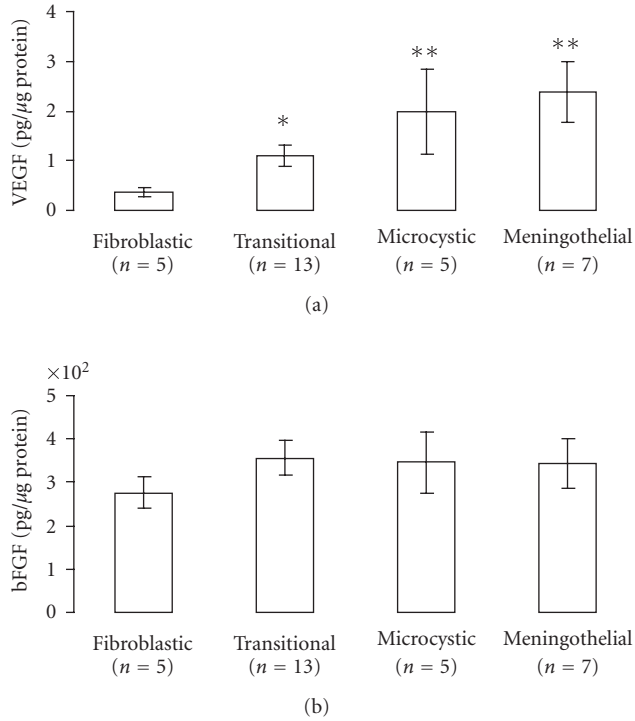 VEGF (pg/μg protein)
4
3
2
1
0
*
**
**
Fibroblastic
(n = 5)
Transitional
(n = 13)
Microcystic
(n = 5)
Meningothelial
(n = 7)
(a)
bFGF (pg/μg protein)
×10²
5
4
3
2
1
0
Fibroblastic
(n = 5)
Transitional
(n = 13)
Microcystic
(n = 5)
Meningothelial
(n = 7)
(b)